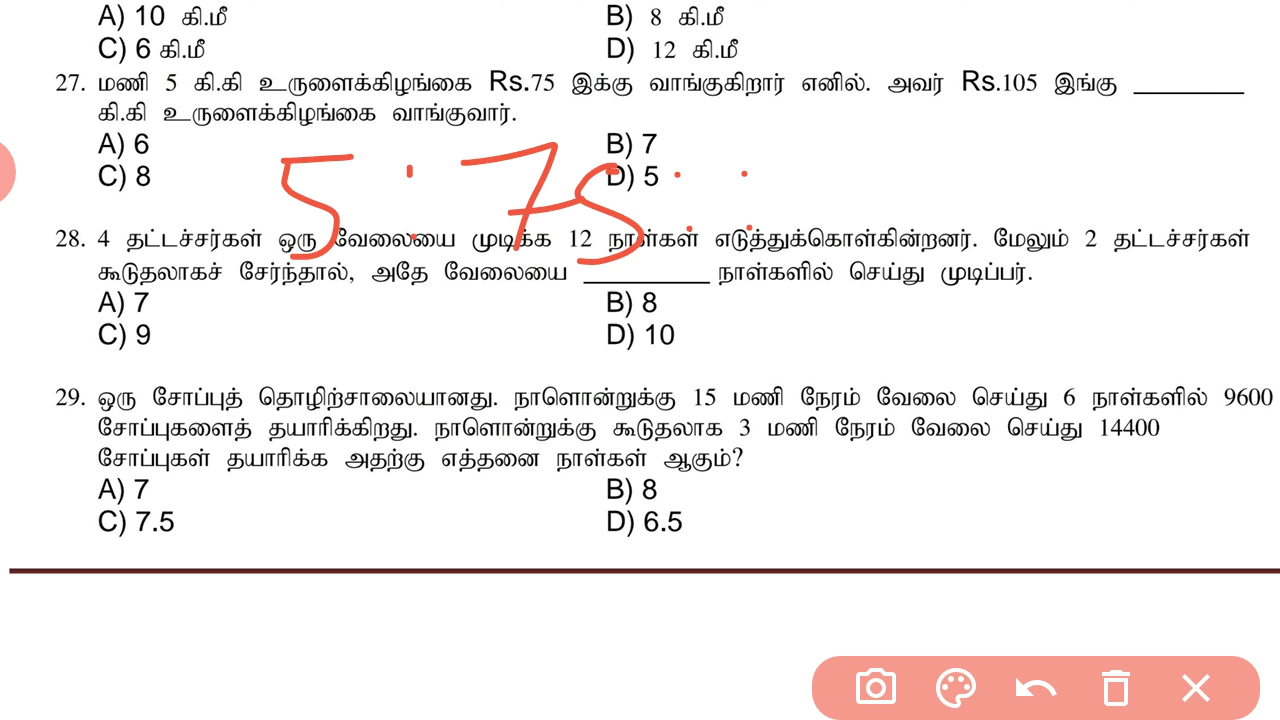 A) 10 கி.மீ B) 8 கி.மீ
C) 6 கி.மீ D) 12 கி.மீ
27. மணி 5 கி.கி உருளைக்கிழங்கை Rs.75 இக்கு வாங்குகிறார் எனில். அவர் Rs.105 இங்கு ________
கி.கி உருளைக்கிழங்கை வாங்குவார்.
A) 6 B) 7
C) 8 D) 5
5 : 75 : :
28. 4 தட்டச்சர்கள் ஒரு வேலையை முடிக்க 12 நாள்கள் எடுத்துக்கொள்கின்றனர். மேலும் 2 தட்டச்சர்கள்
கூடுதலாகச் சேர்ந்தால், அதே வேலையை _________ நாள்களில் செய்து முடிப்பர்.
A) 7 B) 8
C) 9 D) 10
29. ஒரு சோப்புத் தொழிற்சாலையானது. நாளொன்றுக்கு 15 மணி நேரம் வேலை செய்து 6 நாள்களில் 9600
சோப்புகளைத் தயாரிக்கிறது. நாளொன்றுக்கு கூடுதலாக 3 மணி நேரம் வேலை செய்து 14400
சோப்புகள் தயாரிக்க அதற்கு எத்தனை நாள்கள் ஆகும்?
A) 7 B) 8
C) 7.5 D) 6.5